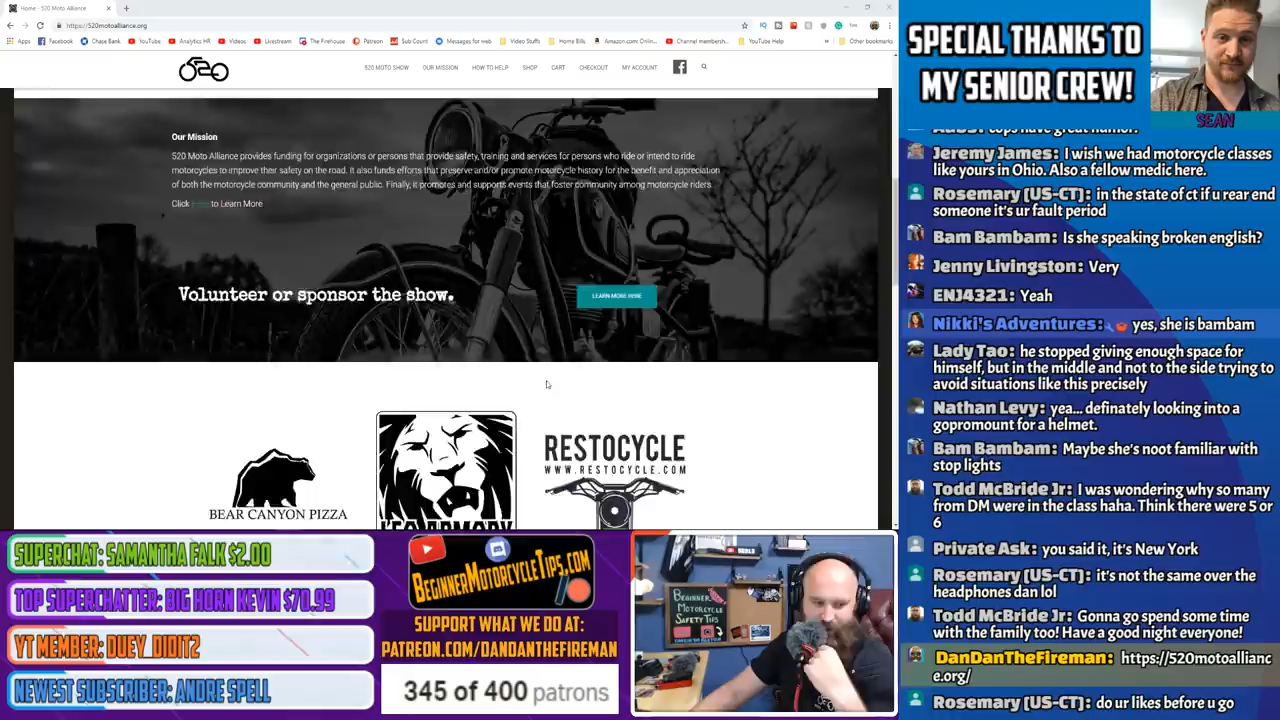 Home - 520 Moto Alliance
https://520motoalliance.org
Apps Facebook Chase Bank YouTube Analytics HR Videos Livestream The Firehouse Patreon Sub Count Messages for web Video Stuffs Home Bills Amazon.com: Onlin... Channel membershi... YouTube Help » Other bookmarks
520 MOTO SHOW OUR MISSION HOW TO HELP SHOP CART CHECKOUT MY ACCOUNT
Our Mission
520 Moto Alliance provides funding for organizations or persons that provide safety, training and services for persons who ride or intend to ride
motorcycles to improve their safety on the road. It also funds efforts that preserve and/or promote motorcycle history for the benefit and appreciation
of both the motorcycle community and the general public. Finally, it promotes and supports events that foster community among motorcycle riders
Click Here to Learn More
Volunteer or sponsor the show.
LEARN MORE HERE
BEAR CANYON PIZZA
RESTOCYCLE
WWW.RESTOCYCLE.COM
SPECIAL THANKS TO
MY SENIOR CREW!
SEAN
cops have great humor.
Jeremy James: I wish we had motorcycle classes
like yours in Ohio. Also a fellow medic here.
Rosemary (US-CT): in the state of ct if u rear end
someone it's ur fault period
Bam Bambam: Is she speaking broken english?
Jenny Livingston: Very
ENJ4321: Yeah
Nikki's Adventures: yes, she is bambam
Lady Tao: he stopped giving enough space for
himself, but in the middle and not to the side trying to
avoid situations like this precisely
Nathan Levy: yea... definately looking into a
gopromount for a helmet.
Bam Bambam: Maybe she's noot familiar with
stop lights
Todd McBride Jr: I was wondering why so many
from DM were in the class haha. Think there were 5 or
6
Private Ask: you said it, it's New York
Rosemary (US-CT): it's not the same over the
headphones dan lol
Todd McBride Jr: Gonna go spend some time
with the family too! Have a good night everyone!
DanDanTheFireman: https://520motoallianc
e.org/
Rosemary (US-CT): do ur likes before u go
SUPERCHAT: SAMANTHA FALK $2.00
TOP SUPERCHATTER: BIG HORN KEVIN $70.99
YT MEMBER: DUEY_DIDIT2
NEWEST SUBSCRIBER: ANDRE SPELL
BEGINNERMOTORCYCLETIPS.COM
SUPPORT WHAT WE DO AT:
PATREON.COM/DANDANTHEFIREMAN
345 of 400 patrons
BEGINNER
MOTORCYCLE
SAFETY TIPS